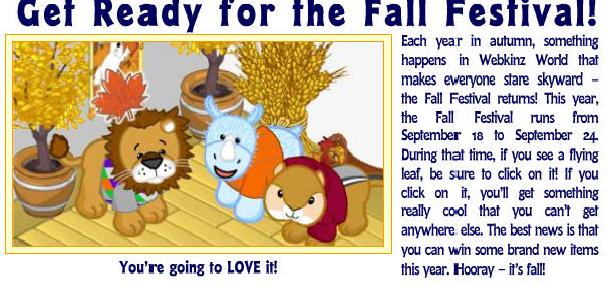 Get Ready for the Fall Festival!
Each year in autumn, something
happens in Webkinz World that
makes everyone stare skyward –
the Fall Festival returns! This year,
the Fall Festival runs from
September 18 to September 24.
During that time, if you see a flying
leaf, be sure to click on it! If you
click on it, you'll get something
really cool that you can't get
anywhere else. The best news is that
you can win some brand new items
this year. Hooray – it's fall!
You're going to LOVE it!